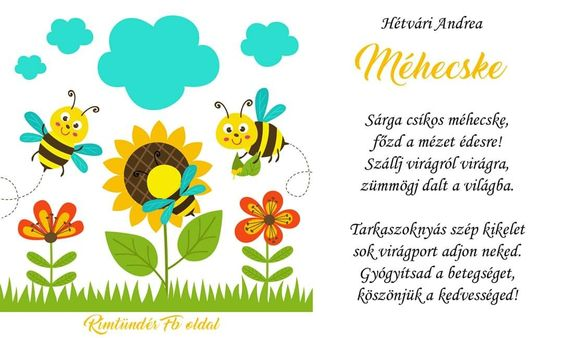 Hétvári Andrea
Méhecske
Sárga csíkos méhecske,
főzd a mézet édesre!
Szállj virágról virágra,
zümmögj dalt a világba.
Tarkaszoknyás szép kikelet
sok virágport adjon neked.
Gyógyítsad a betegséget,
köszönjük a kedvességed!
Rímtündér Fb oldal